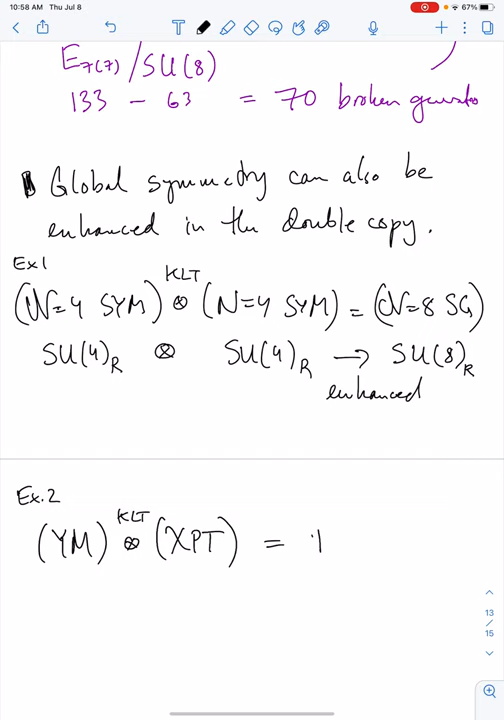 10:58 AM Thu Jul 8
67%
E7(7)/SU(8)
133 - 63 = 70 broken generators
Global symmetry can also be
enhanced in the double copy.
Ex1
KLT
(N=4 SYM) ⊗ (N=4 SYM) = (N=8 SG)
SU(4)R ⊗ SU(4)R → SU(8)R
enhanced
Ex.2
KLT
(YM) ⊗ (XPT) =
13
/
15